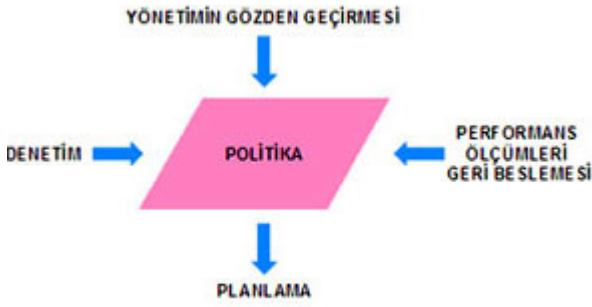 YÖNETİMİN GÖZDEN GEÇİRMESİ
DENETİM
POLİTİKA
PERFORMANS
ÖLÇÜMLERİ
GERİ BESLEMESİ
PLANLAMA